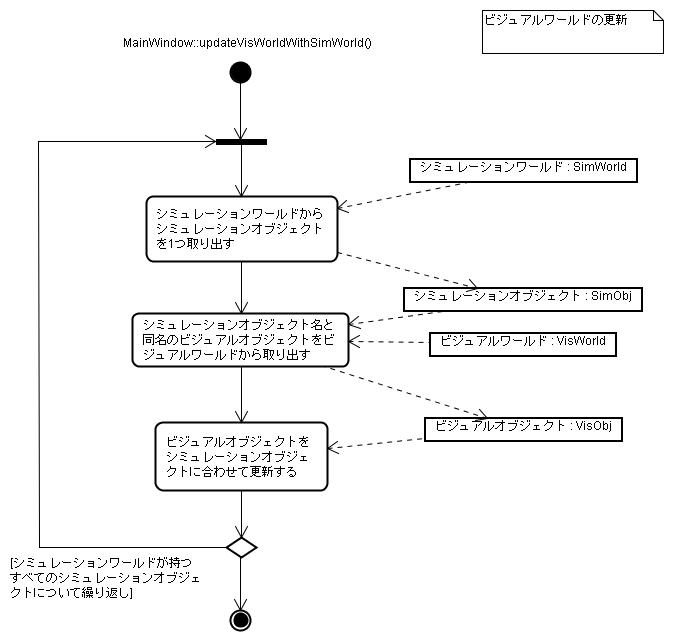 ビジュアルワールドの更新
MainWindow::updateVisWorldWithSimWorld()
シミュレーションワールド : SimWorld
シミュレーションワールドから
シミュレーションオブジェクト
を1つ取り出す
シミュレーションオブジェクト : SimObj
シミュレーションオブジェクト名と
同名のビジュアルオブジェクトをビ
ジュアルワールドから取り出す
ビジュアルワールド : VisWorld
ビジュアルオブジェクト : VisObj
ビジュアルオブジェクトを
シミュレーションオブジェ
クトに合わせて更新する
[シミュレーションワールドが持つ
すべてのシミュレーションオブジェ
クトについて繰り返し]